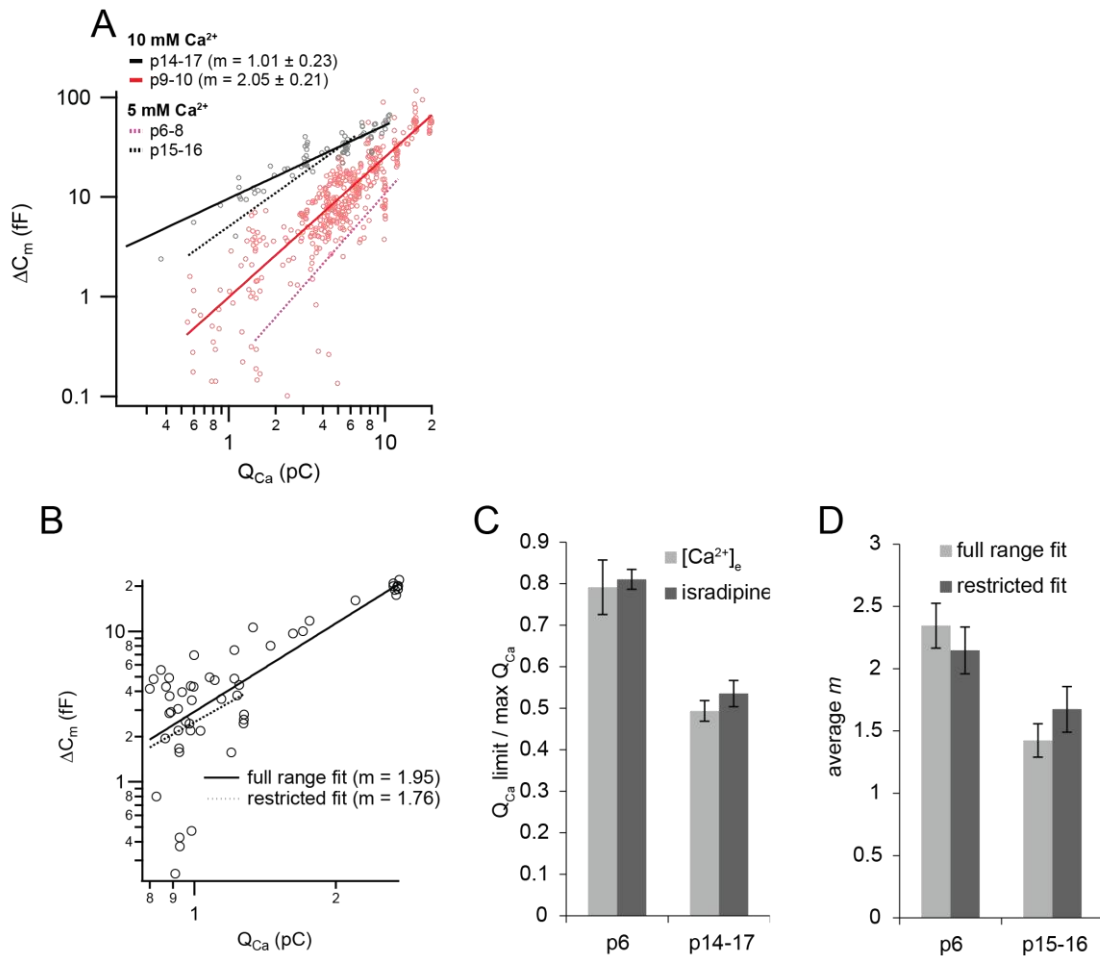 A
10 mM Ca²⁺
p14-17 (m = 1.01 ± 0.23)
p9-10 (m = 2.05 ± 0.21)
5 mM Ca²⁺
p6-8
p15-16
100
10
1
0.1
ΔCm (fF)
4 6 8 2 4 6 8 2
1 10
QCa (pC)
B
2
10
8
6
4
2
1
8
6
4
ΔCm (fF)
full range fit (m = 1.95)
restricted fit (m = 1.76)
8 9 2
1
QCa (pC)
C
[Ca²⁺]e
isradipine
0.9
0.8
0.7
0.6
0.5
0.4
0.3
0.2
0.1
0
QCa limit / max QCa
p6 p14-17
D
full range fit
restricted fit
3
2.5
2
1.5
1
0.5
0
average m
p6 p15-16